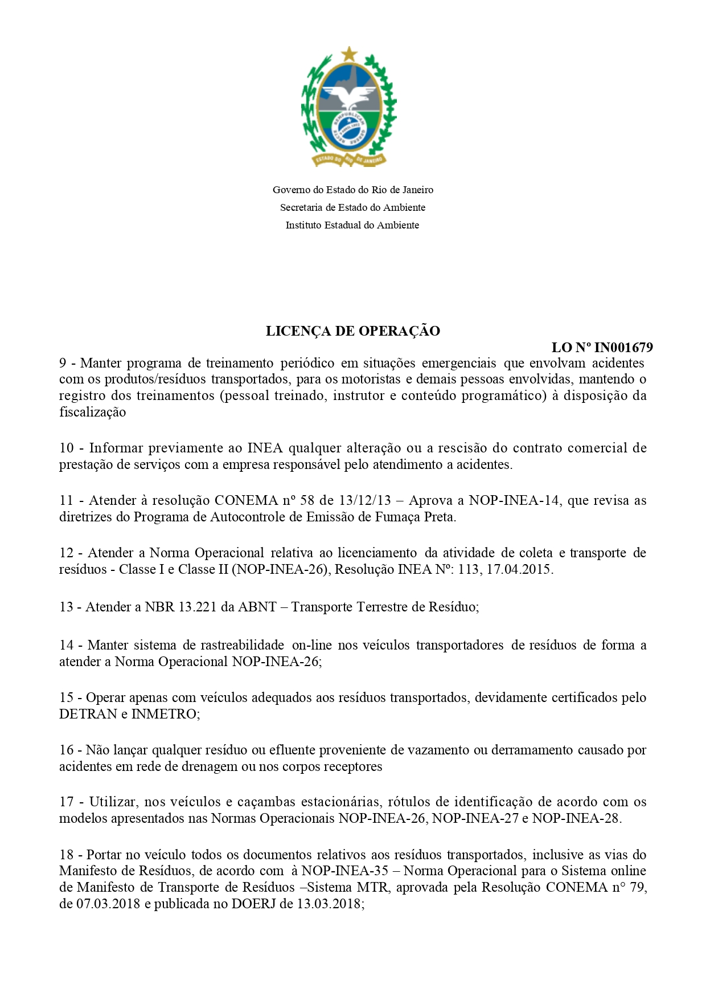 RECTE REMPUBLICAM GERERE
9 ABRIL 1892
ESTADO DO RIO DE JANEIRO
Governo do Estado do Rio de Janeiro
Secretaria de Estado do Ambiente
Instituto Estadual do Ambiente
LICENÇA DE OPERAÇÃO
LO Nº IN001679
9 - Manter programa de treinamento periódico em situações emergenciais que envolvam acidentes
com os produtos/resíduos transportados, para os motoristas e demais pessoas envolvidas, mantendo o
registro dos treinamentos (pessoal treinado, instrutor e conteúdo programático) à disposição da
fiscalização
10 - Informar previamente ao INEA qualquer alteração ou a rescisão do contrato comercial de
prestação de serviços com a empresa responsável pelo atendimento a acidentes.
11 - Atender à resolução CONEMA nº 58 de 13/12/13 – Aprova a NOP-INEA-14, que revisa as
diretrizes do Programa de Autocontrole de Emissão de Fumaça Preta.
12 - Atender a Norma Operacional relativa ao licenciamento da atividade de coleta e transporte de
resíduos - Classe I e Classe II (NOP-INEA-26), Resolução INEA Nº: 113, 17.04.2015.
13 - Atender a NBR 13.221 da ABNT – Transporte Terrestre de Resíduo;
14 - Manter sistema de rastreabilidade on-line nos veículos transportadores de resíduos de forma a
atender a Norma Operacional NOP-INEA-26;
15 - Operar apenas com veículos adequados aos resíduos transportados, devidamente certificados pelo
DETRAN e INMETRO;
16 - Não lançar qualquer resíduo ou efluente proveniente de vazamento ou derramamento causado por
acidentes em rede de drenagem ou nos corpos receptores
17 - Utilizar, nos veículos e caçambas estacionárias, rótulos de identificação de acordo com os
modelos apresentados nas Normas Operacionais NOP-INEA-26, NOP-INEA-27 e NOP-INEA-28.
18 - Portar no veículo todos os documentos relativos aos resíduos transportados, inclusive as vias do
Manifesto de Resíduos, de acordo com à NOP-INEA-35 – Norma Operacional para o Sistema online
de Manifesto de Transporte de Resíduos –Sistema MTR, aprovada pela Resolução CONEMA n° 79,
de 07.03.2018 e publicada no DOERJ de 13.03.2018;